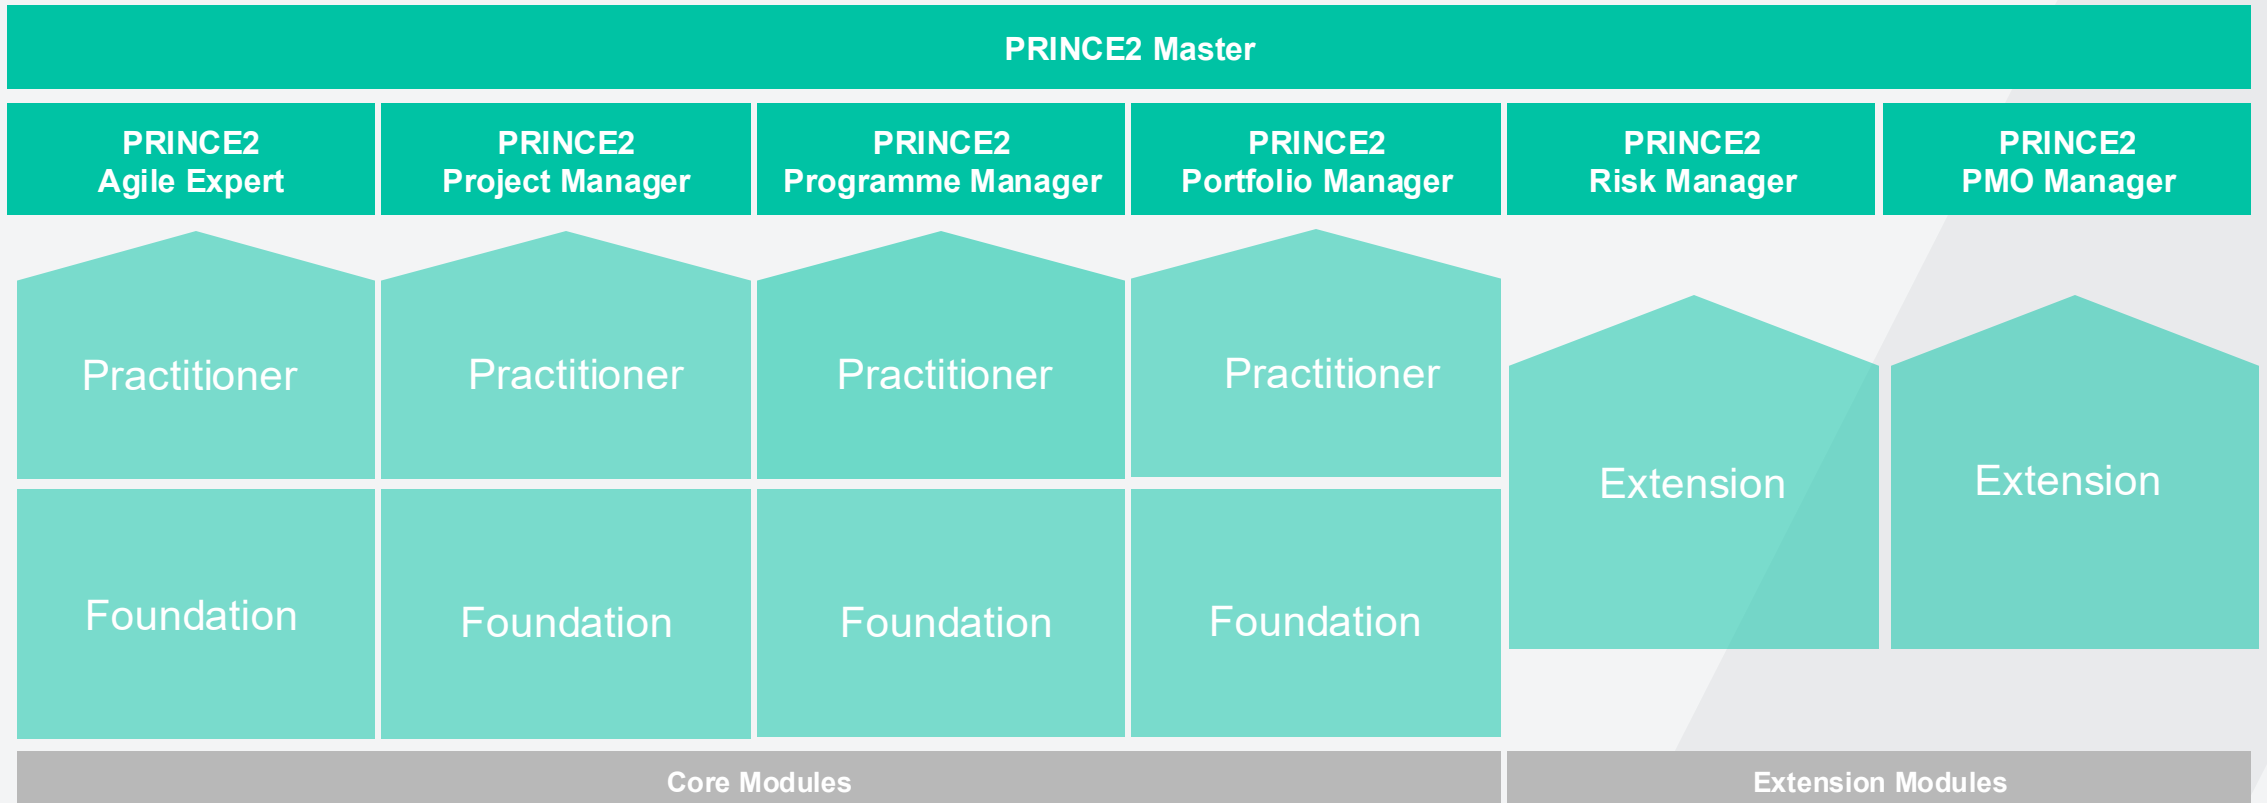 PRINCE2 Master
PRINCE2
Agile Expert
PRINCE2
Project Manager
PRINCE2
Programme Manager
PRINCE2
Portfolio Manager
PRINCE2
Risk Manager
PRINCE2
PMO Manager
Practitioner
Practitioner
Practitioner
Practitioner
Extension
Extension
Foundation
Foundation
Foundation
Foundation
Core Modules
Extension Modules